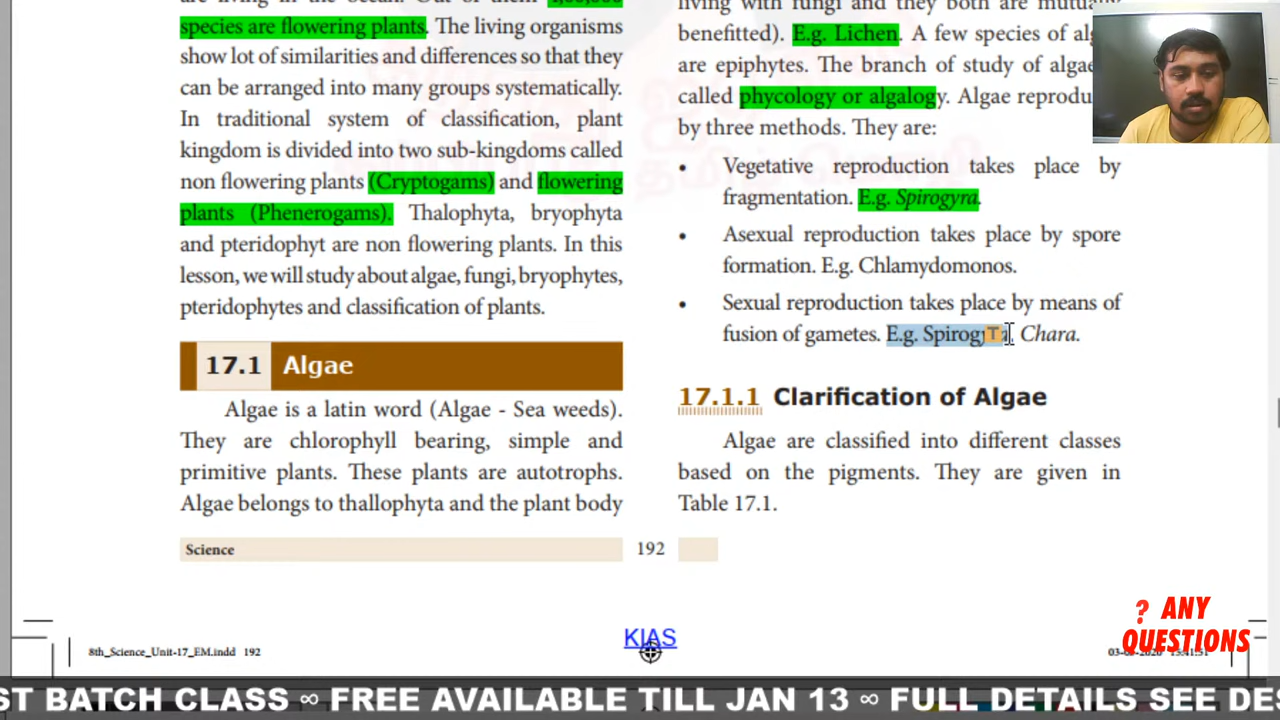 species are flowering plants. The living organisms
show lot of similarities and differences so that they
can be arranged into many groups systematically.
In traditional system of classification, plant
kingdom is divided into two sub-kingdoms called
non flowering plants (Cryptogams) and flowering
plants (Phenerogams). Thalophyta, bryophyta
and pteridophyt are non flowering plants. In this
lesson, we will study about algae, fungi, bryophytes,
pteridophytes and classification of plants.
17.1 Algae
Algae is a latin word (Algae - Sea weeds).
They are chlorophyll bearing, simple and
primitive plants. These plants are autotrophs.
Algae belongs to thallophyta and the plant body
living with fungi and they both are mutua
benefitted). E.g. Lichen. A few species of alg
are epiphytes. The branch of study of algae
called phycology or algalogy. Algae reprodu
by three methods. They are:
• Vegetative reproduction takes place by
fragmentation. E.g. Spirogyra.
• Asexual reproduction takes place by spore
formation. E.g. Chlamydomonos.
• Sexual reproduction takes place by means of
fusion of gametes. E.g. Spirogyra, Chara.
17.1.1 Clarification of Algae
Algae are classified into different classes
based on the pigments. They are given in
Table 17.1.
Science 192
KIAS
8th_Science_Unit-17_EM.indd 192
? ANY
QUESTIONS
ST BATCH CLASS ∞ FREE AVAILABLE TILL JAN 13 ∞ FULL DETAILS SEE DES